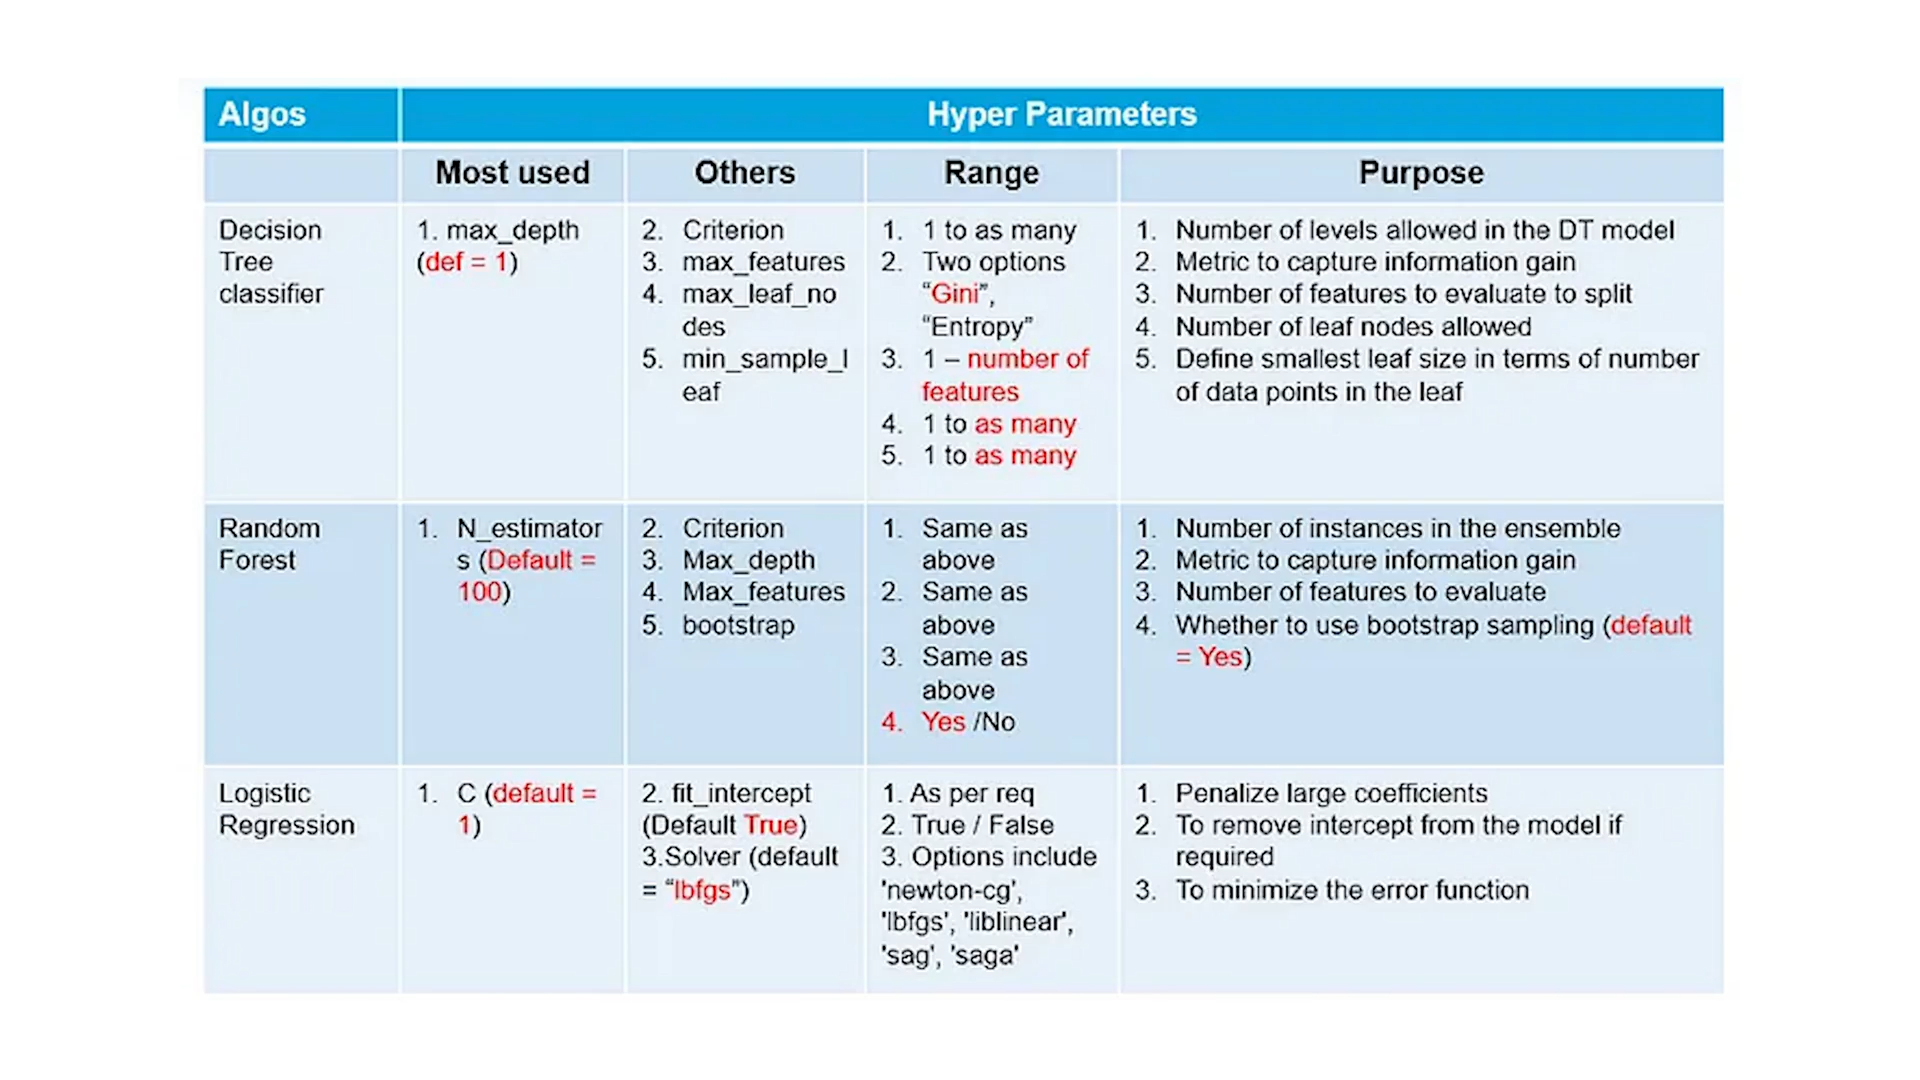 Algos
Hyper Parameters
Most used
Others
Range
Purpose
Decision
Tree
classifier
1. max_depth
(def = 1)
2. Criterion
3. max_features
4. max_leaf_no
des
5. min_sample_l
eaf
1. 1 to as many
2. Two options
“Gini”,
“Entropy”
3. 1 – number of
features
4. 1 to as many
5. 1 to as many
1. Number of levels allowed in the DT model
2. Metric to capture information gain
3. Number of features to evaluate to split
4. Number of leaf nodes allowed
5. Define smallest leaf size in terms of number
of data points in the leaf
Random
Forest
1. N_estimator
s (Default =
100)
2. Criterion
3. Max_depth
4. Max_features
5. bootstrap
1. Same as
above
2. Same as
above
3. Same as
above
4. Yes /No
1. Number of instances in the ensemble
2. Metric to capture information gain
3. Number of features to evaluate
4. Whether to use bootstrap sampling (default
= Yes)
Logistic
Regression
1. C (default =
1)
2. fit_intercept
(Default True)
3.Solver (default
= “lbfgs”)
1. As per req
2. True / False
3. Options include
'newton-cg',
'lbfgs', 'liblinear',
'sag', 'saga'
1. Penalize large coefficients
2. To remove intercept from the model if
required
3. To minimize the error function